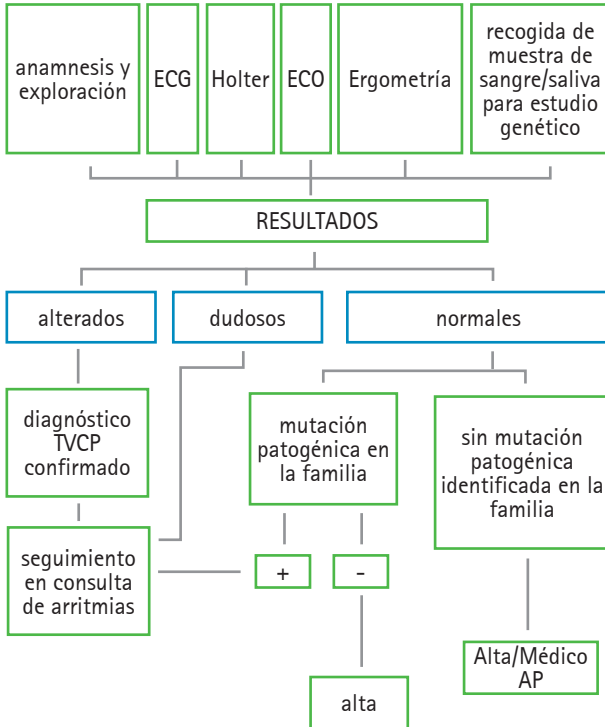 anamnesis y
exploración
ECG
Holter
ECO
Ergometría
recogida de
muestra de
sangre/saliva
para estudio
genético
RESULTADOS
alterados
dudosos
normales
diagnóstico
TVCP
confirmado
mutación
patogénica en
la familia
sin mutación
patogénica
identificada en la
familia
seguimiento
en consulta
de arritmias
+
-
alta
Alta/Médico
AP